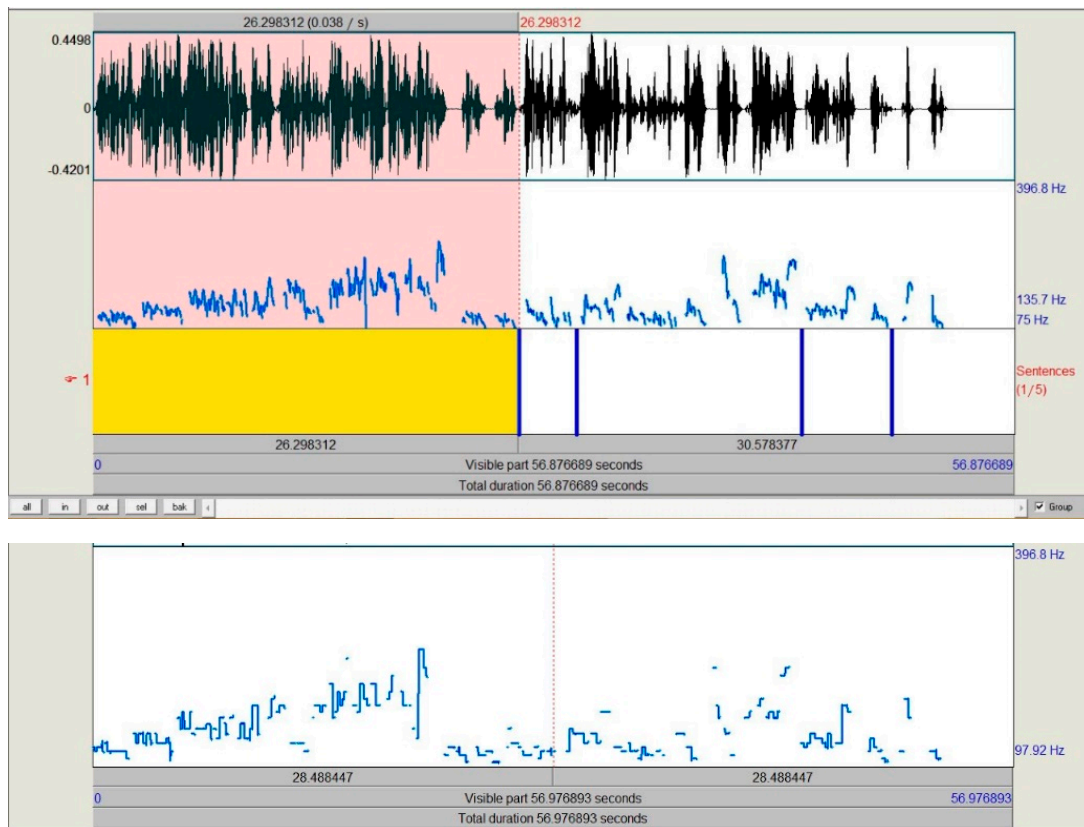 26.298312 (0.038 / s) 26.298312
0.4498
0
-0.4201
396.8 Hz
135.7 Hz
75 Hz
☞ 1
Sentences
(1/5)
26.298312 30.578377
0 Visible part 56.876689 seconds 56.876689
Total duration 56.876689 seconds
all in out sel bak Group
396.8 Hz
97.92 Hz
28.488447 28.488447
0 Visible part 56.976893 seconds 56.976893
Total duration 56.976893 seconds